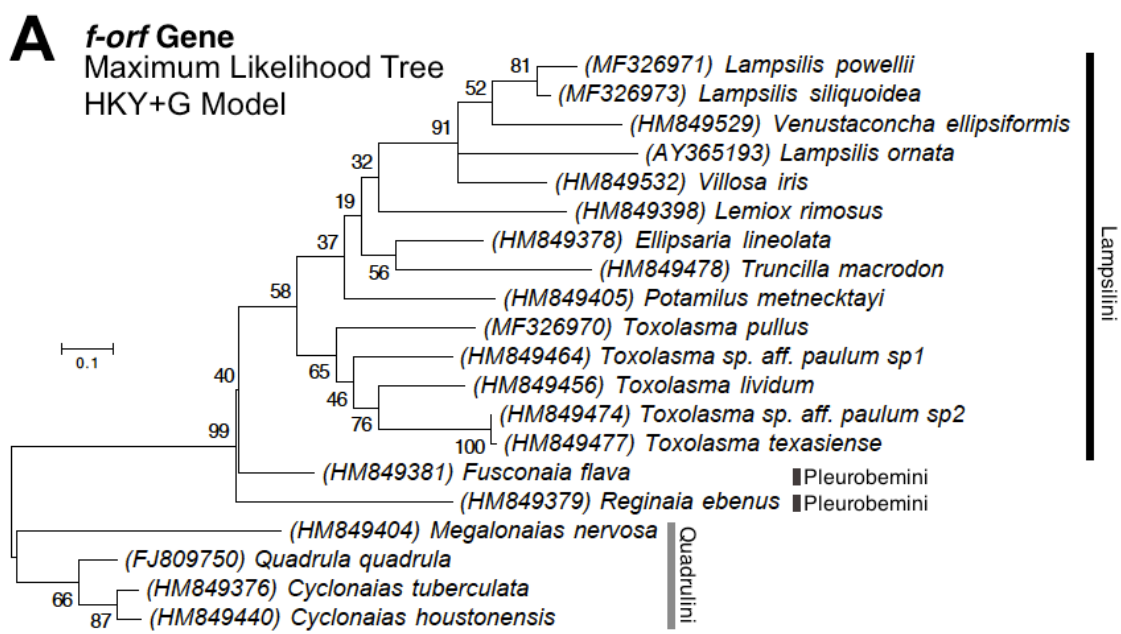 A
f-orf Gene
Maximum Likelihood Tree
HKY+G Model
81 (MF326971) Lampsilis powellii
52 (MF326973) Lampsilis siliquoidea
(HM849529) Venustaconcha ellipsiformis
91
(AY365193) Lampsilis ornata
32
(HM849532) Villosa iris
19 (HM849398) Lemiox rimosus
37 (HM849378) Ellipsaria lineolata
56 (HM849478) Truncilla macrodon
58 (HM849405) Potamilus metnecktayi
(MF326970) Toxolasma pullus
0.1
65 (HM849464) Toxolasma sp. aff. paulum sp1
40 46 (HM849456) Toxolasma lividum
76 (HM849474) Toxolasma sp. aff. paulum sp2
99 100 (HM849477) Toxolasma texasiense
Lampsilini
(HM849381) Fusconaia flava Pleurobemini
(HM849379) Reginaia ebenus Pleurobemini
(HM849404) Megalonaias nervosa
(FJ809750) Quadrula quadrula
66 (HM849376) Cyclonaias tuberculata
87 (HM849440) Cyclonaias houstonensis
Quadrulini